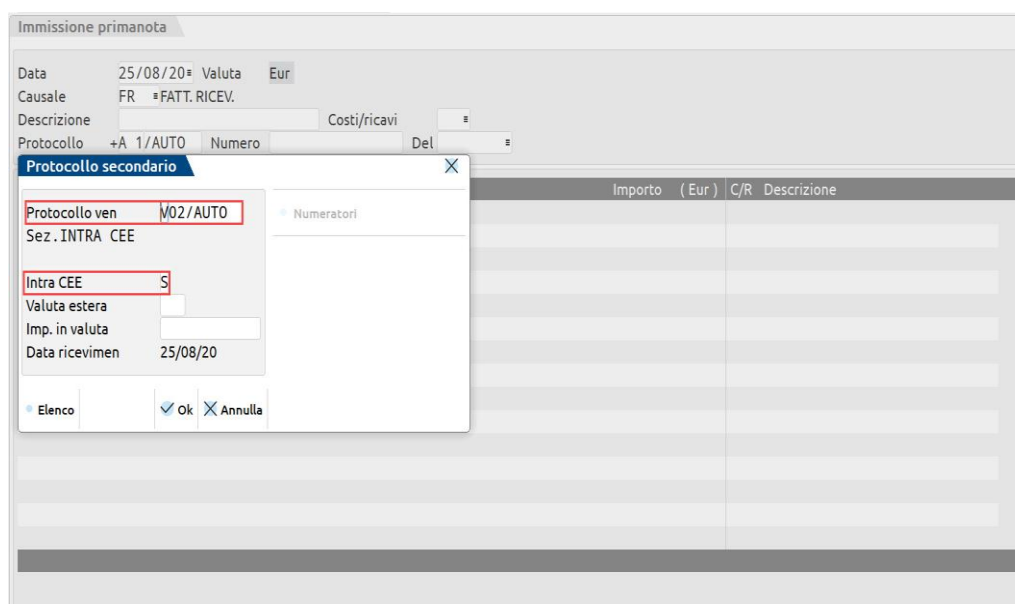 Immissione primanota
Data 25/08/20 Valuta Eur
Causale FR FATT. RICEV.
Descrizione Costi/ricavi
Protocollo +A 1/AUTO Numero Del
Protocollo secondario
Importo ( Eur ) C/R Descrizione
Protocollo ven V02/AUTO Numeratori
Sez.INTRA CEE
Intra CEE S
Valuta estera
Imp. in valuta
Data ricevimen 25/08/20
Elenco Ok Annulla